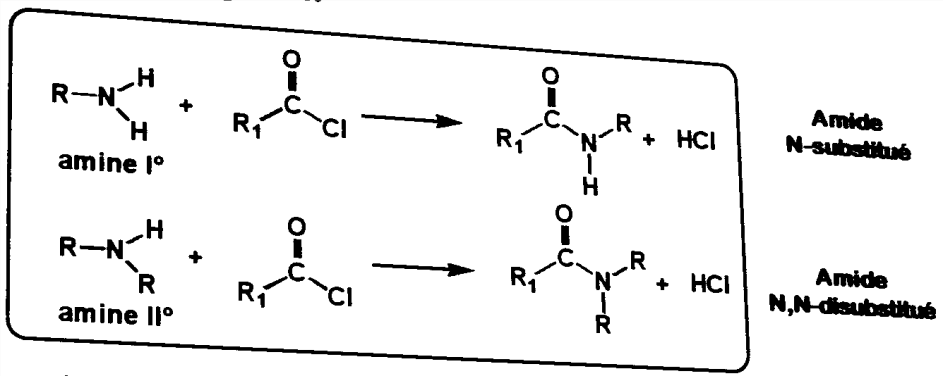 R-N H H + R1 C O Cl → R1 C O N H R + HCl
amine I°
Amide
N-substitué
R-N H R + R1 C O Cl → R1 C O N R R + HCl
amine II°
Amide
N,N-disubstitué